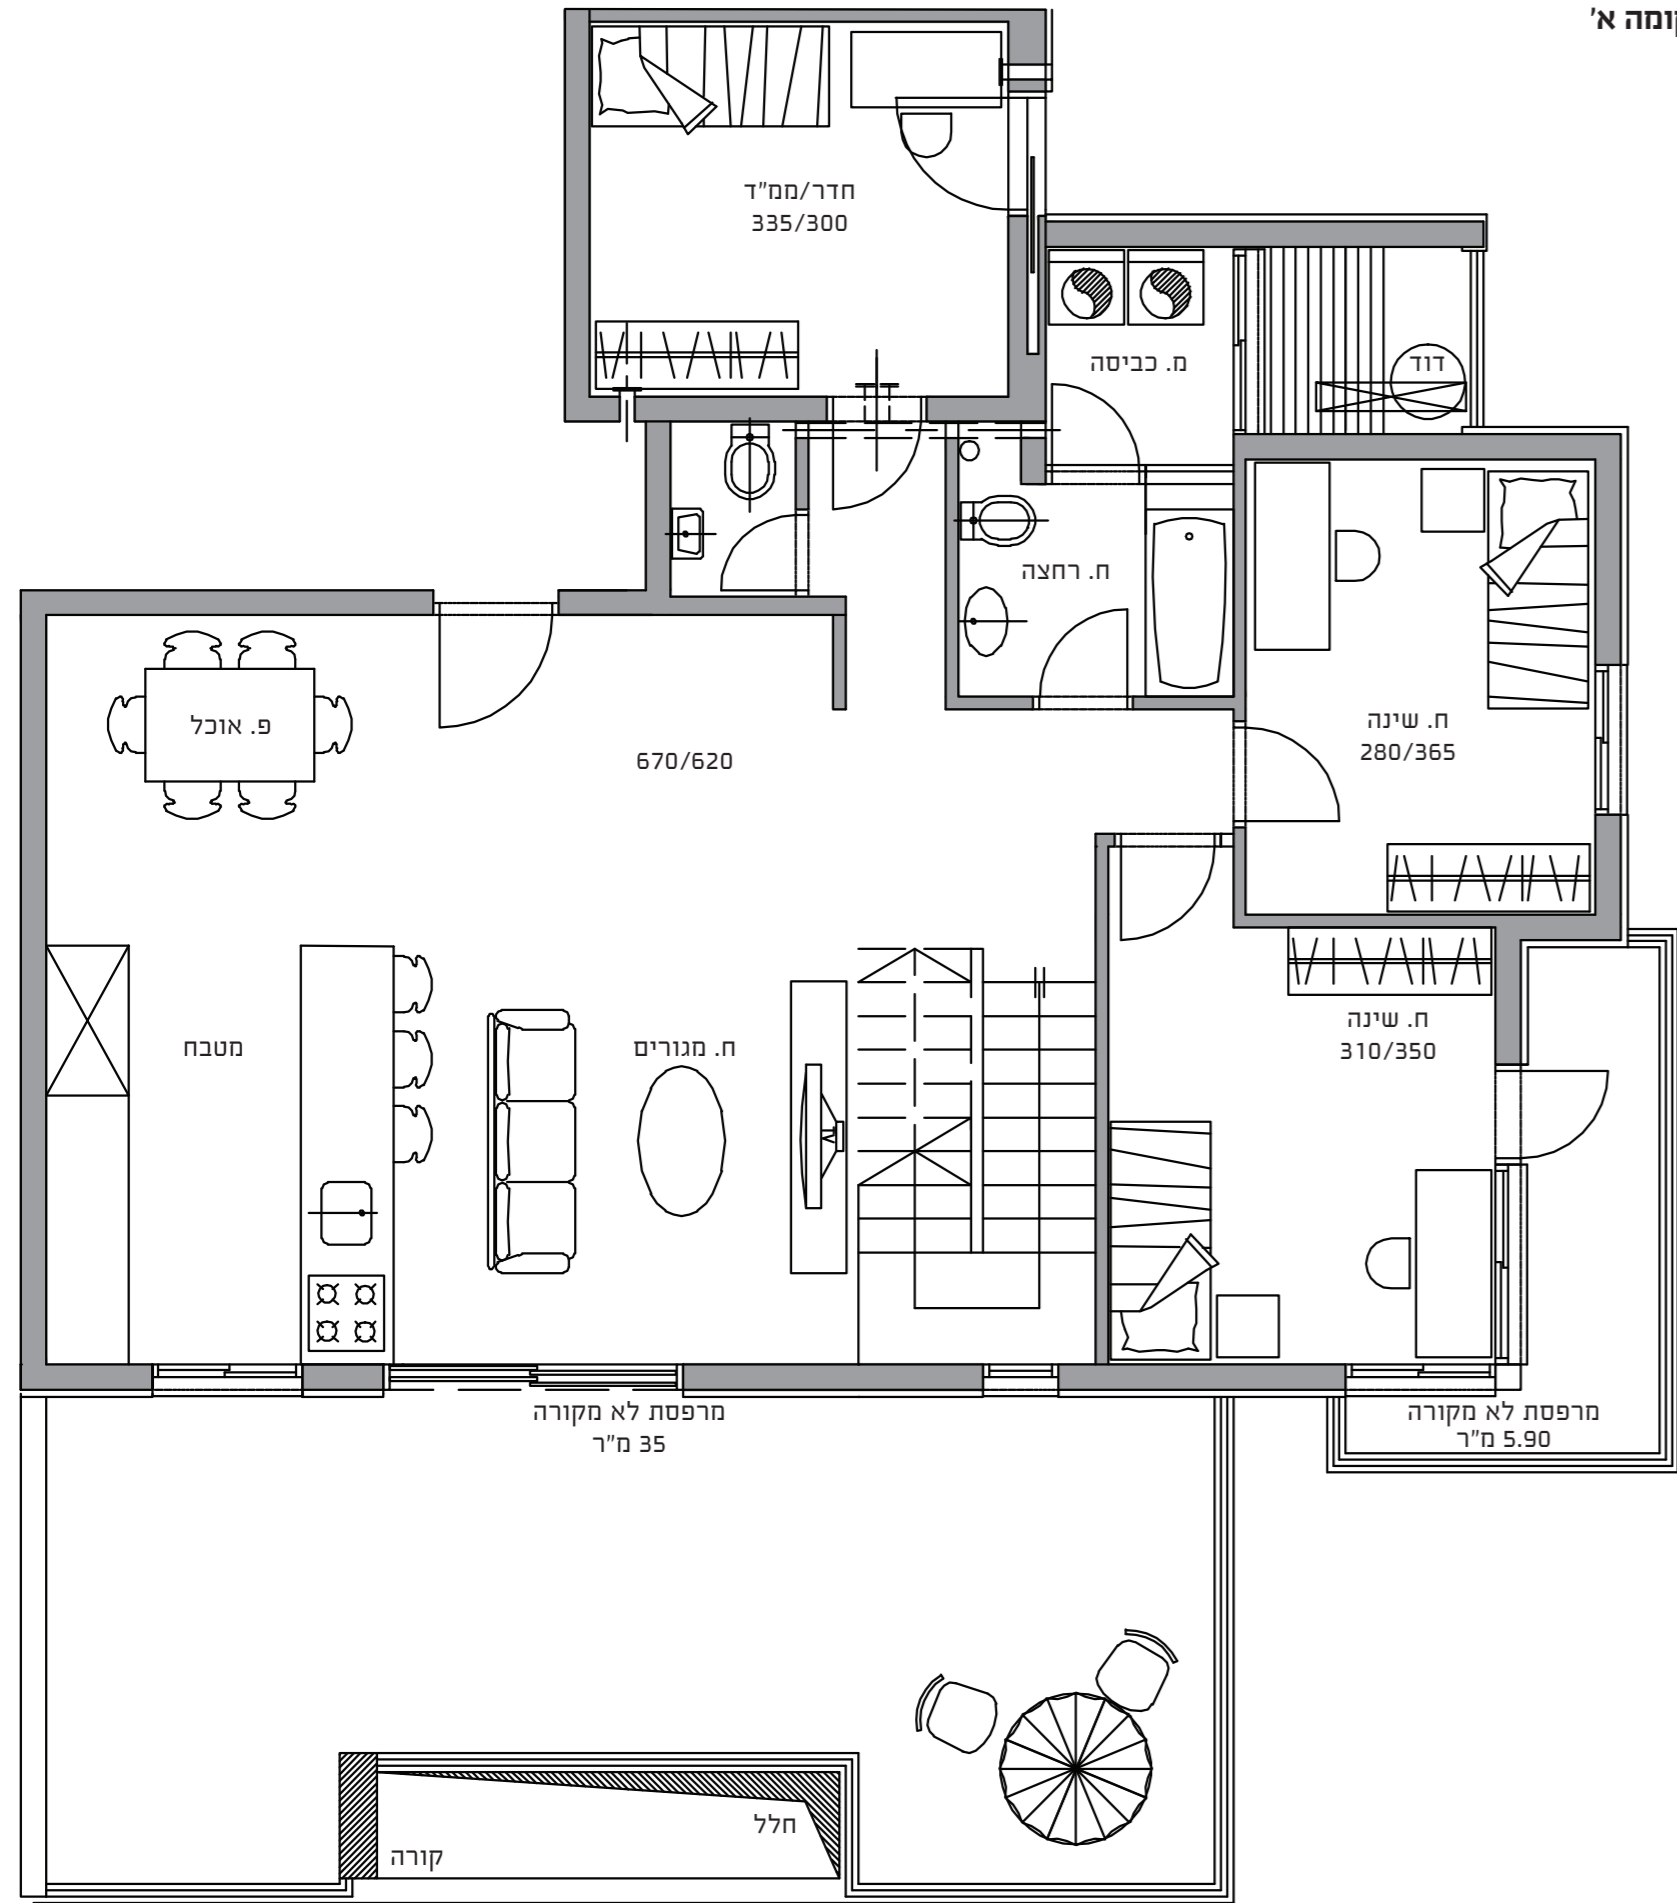 קומה א'
חדר/ממ"ד
335/300
מ. כביסה
דוד
ח. רחצה
פ. אוכל
670/620
ח. שינה
280/365
מטבח
ח. מגורים
ח. שינה
310/350
מרפסת לא מקורה
35 מ"ר
מרפסת לא מקורה
5.90 מ"ר
חלל
קורה